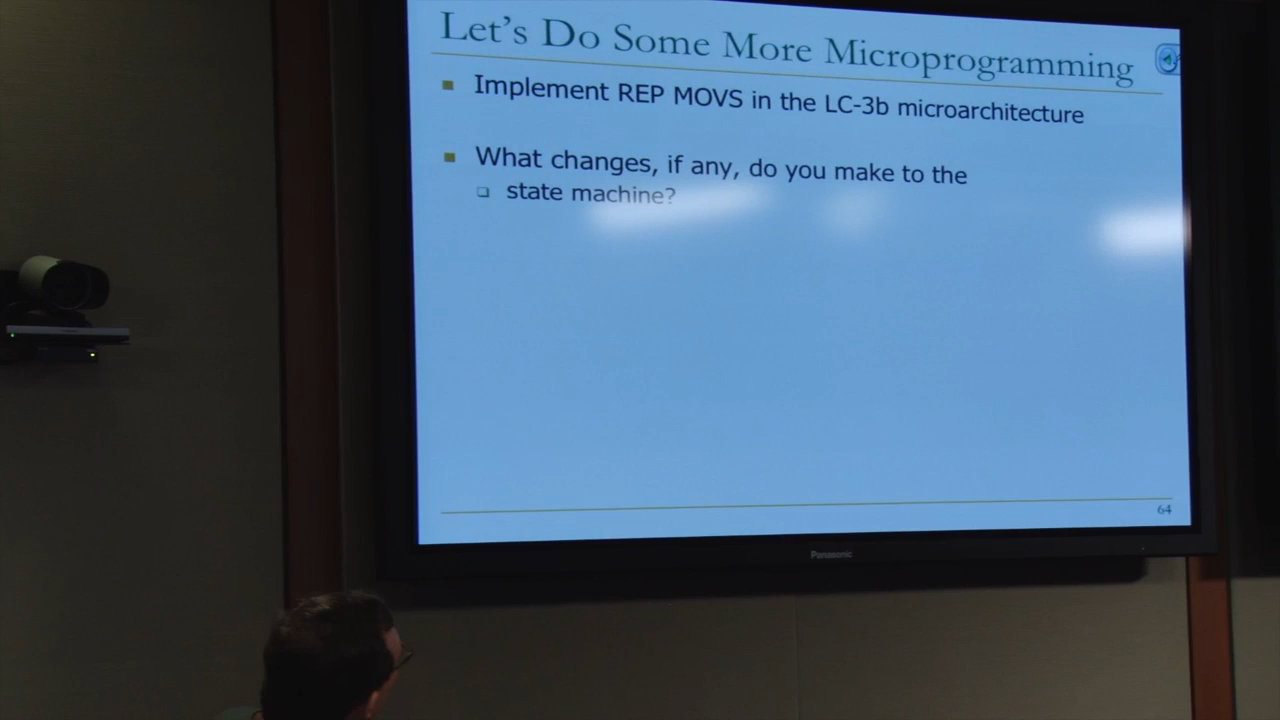 Let's Do Some More Microprogramming
Implement REP MOVS in the LC-3b microarchitecture
What changes, if any, do you make to the
state machine?
64
Panasonic